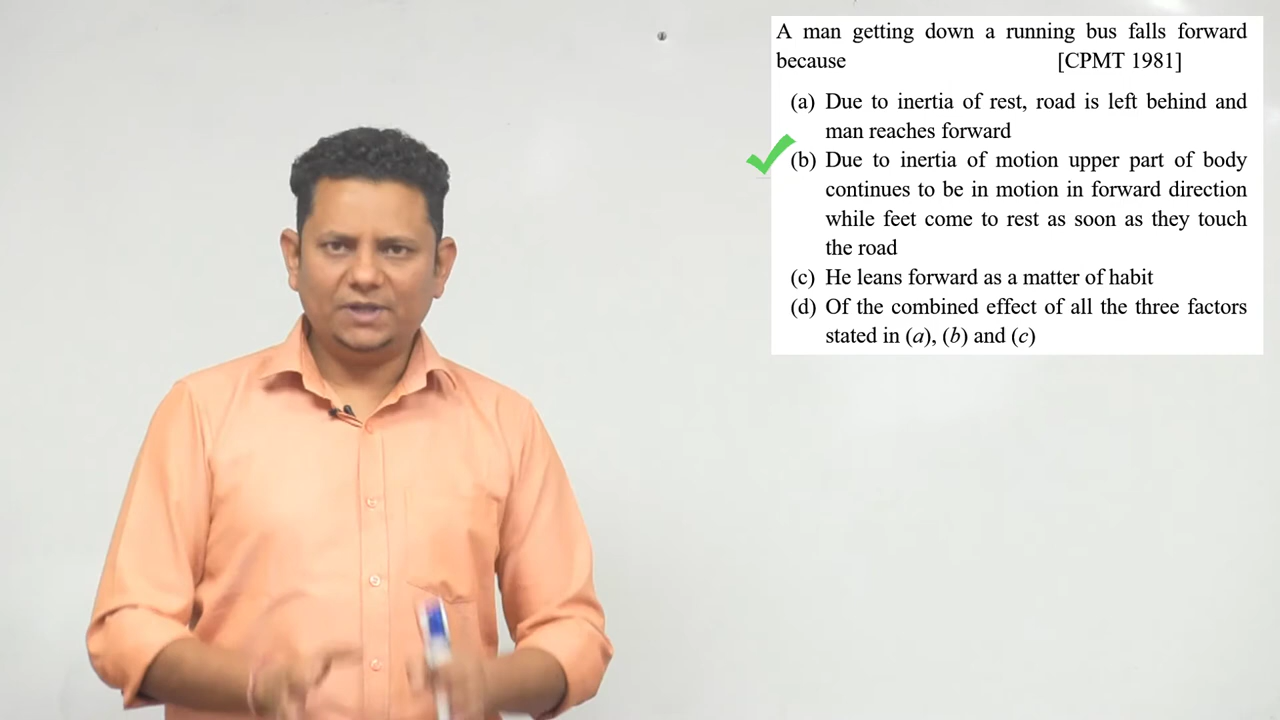 A man getting down a running bus falls forward
because [CPMT 1981]
(a) Due to inertia of rest, road is left behind and
man reaches forward
(b) Due to inertia of motion upper part of body
continues to be in motion in forward direction
while feet come to rest as soon as they touch
the road
(c) He leans forward as a matter of habit
(d) Of the combined effect of all the three factors
stated in (a), (b) and (c)